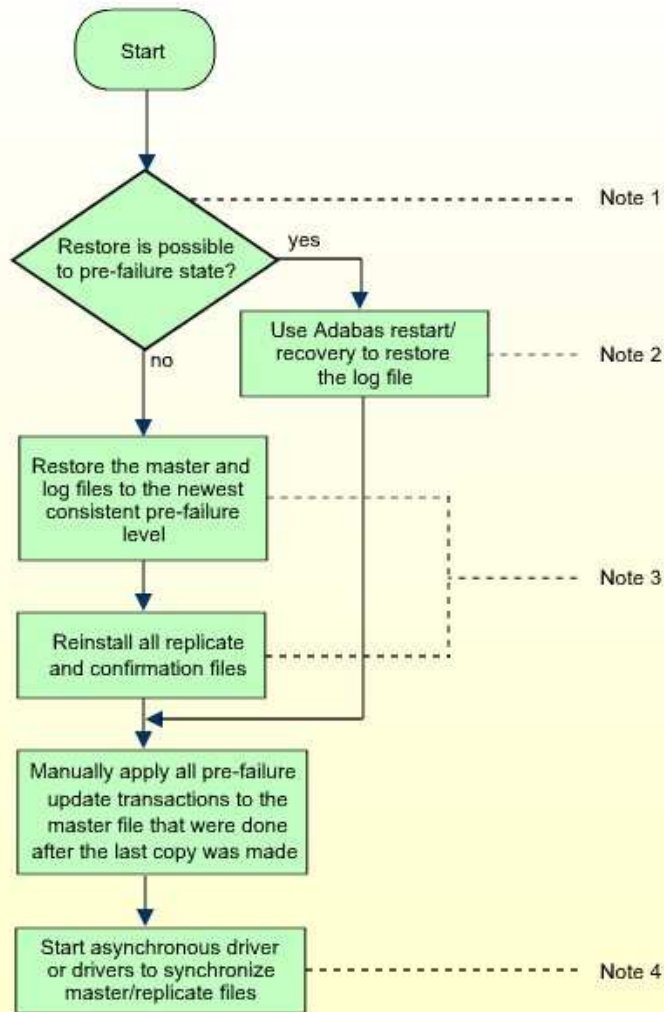 Start
Note 1
Restore is possible
to pre-failure state?
yes
no
Use Adabas restart/
recovery to restore
the log file
Note 2
Restore the master and
log files to the newest
consistent pre-failure
level
Note 3
Reinstall all replicate
and confirmation files
Manually apply all pre-failure
update transactions to the
master file that were done
after the last copy was made
Start asynchronous driver
or drivers to synchronize
master/replicate files
Note 4